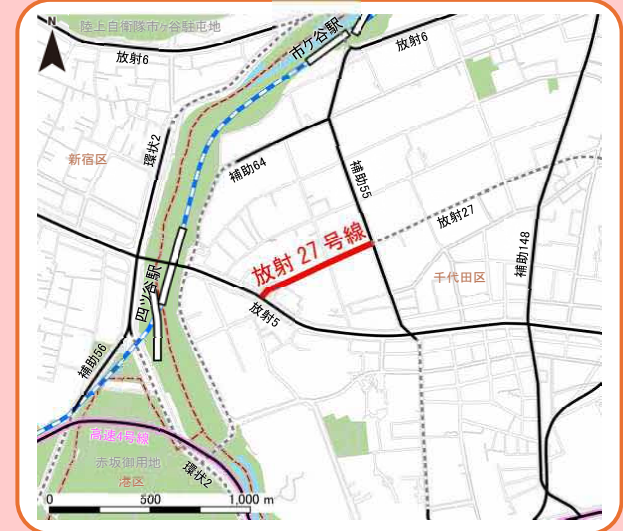 N
陸上自衛隊市ヶ谷駐屯地
放射6
市ケ谷駅
放射6
環状2
新宿区
補助64
補助55
放射27
放射27号線
千代田区
補助148
四ツ谷駅
放射5
補助56
高速4号線
赤坂御用地
港区
環状2
0 500 1,000 m